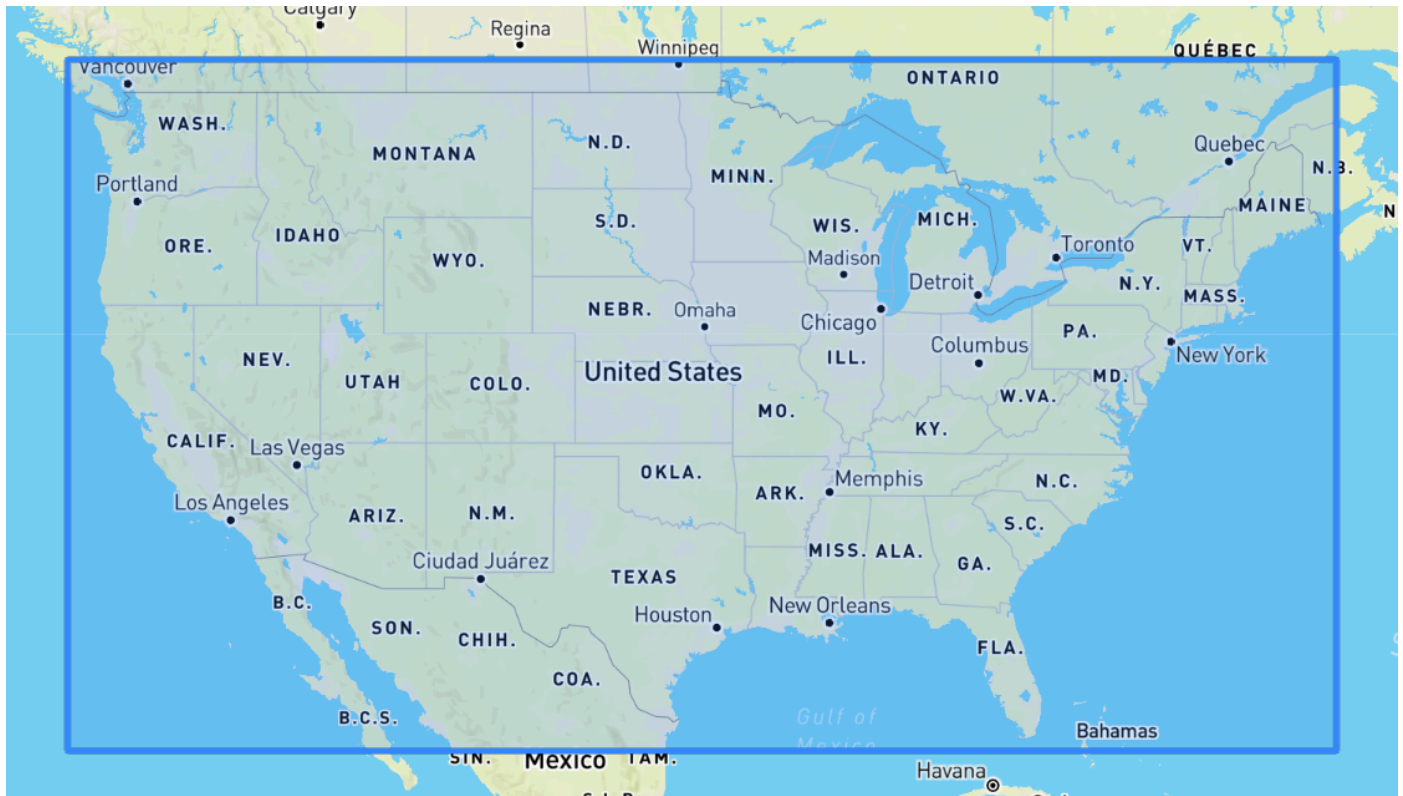 Calgary
Regina
Winnipeg
QUÉBEC
Vancouver
ONTARIO
WASH.
N.D.
Quebec
MONTANA
MINN.
N.B.
Portland
MAINE
N
S.D.
WIS.
MICH.
IDAHO
ORE.
Toronto
VT.
WYO.
Madison
Detroit
N.Y.
MASS.
NEBR.
Omaha
Chicago
PA.
Columbus
New York
NEV.
ILL.
United States
UTAH
COLO.
MD.
W.VA.
MO.
KY.
CALIF.
Las Vegas
OKLA.
Memphis
N.C.
ARK.
Los Angeles
ARIZ.
N.M.
S.C.
MISS.
ALA.
Ciudad Juárez
GA.
TEXAS
B.C.
New Orleans
Houston
SON.
CHIH.
FLA.
COA.
B.C.S.
Gulf of
Mexico
Bahamas
SIN.
Mexico
TAM.
Havana